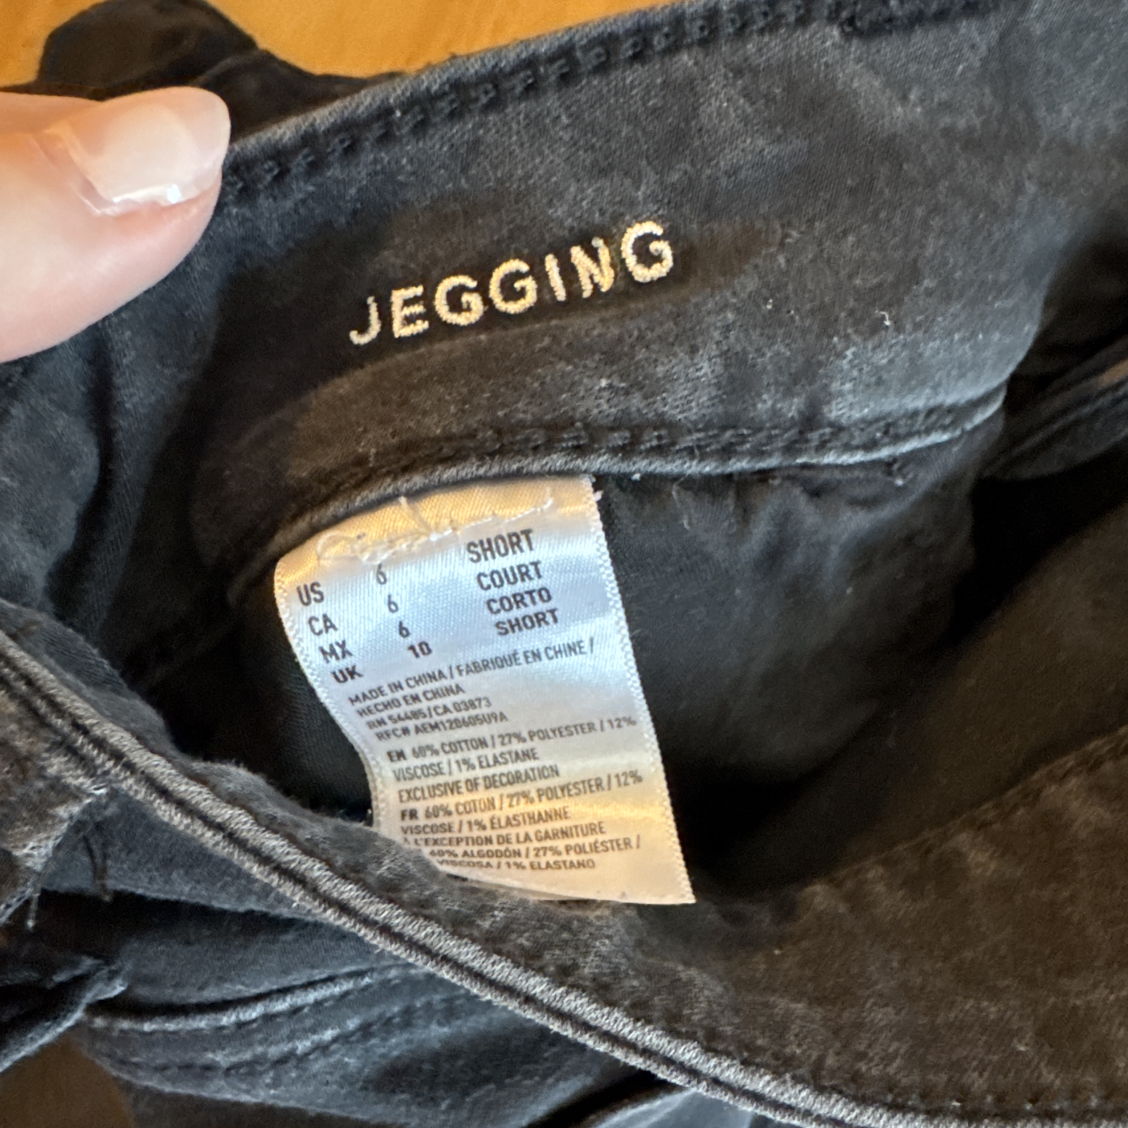 JEGGING
US 6 SHORT
CA 6 COURT
MX 6 CORTO
UK 10 SHORT
MADE IN CHINA / FABRIQUÉ EN CHINE /
HECHO EN CHINA
RN 54485/CA 03873
RFC# AEM120605U9A
EN 60% COTTON / 27% POLYESTER / 12%
VISCOSE / 1% ELASTANE
EXCLUSIVE OF DECORATION
FR 60% COTON / 27% POLYESTER / 12%
VISCOSE / 1% ÉLASTHANNE
L'EXCEPTION DE LA GARNITURE
60% ALGODÓN / 27% POLIÉSTER /
VISCOSA / 1% ELASTANO